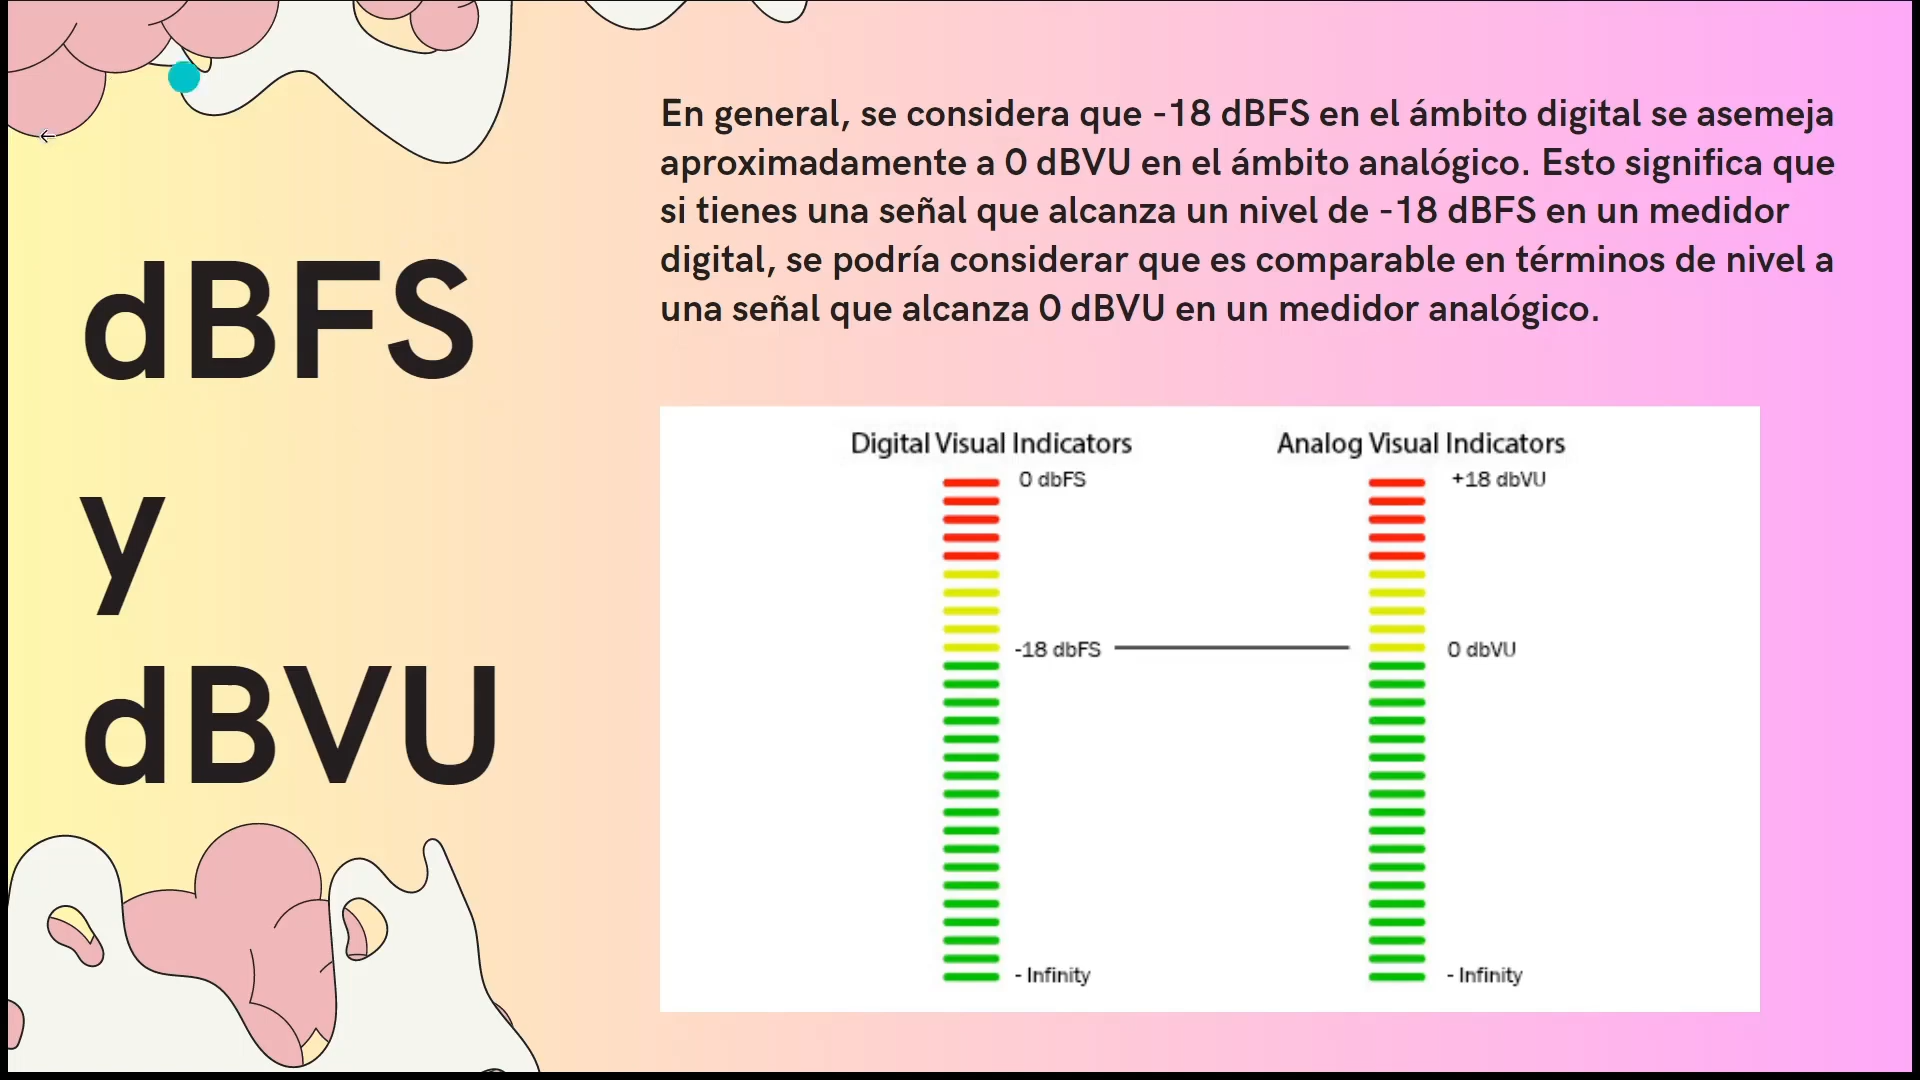 dBFS
y
dBVU
En general, se considera que -18 dBFS en el ámbito digital se asemeja
aproximadamente a 0 dBVU en el ámbito analógico. Esto significa que
si tienes una señal que alcanza un nivel de -18 dBFS en un medidor
digital, se podría considerar que es comparable en términos de nivel a
una señal que alcanza 0 dBVU en un medidor analógico.
Digital Visual Indicators
0 dbFS
-18 dbFS
- Infinity
Analog Visual Indicators
+18 dbVU
0 dbVU
- Infinity